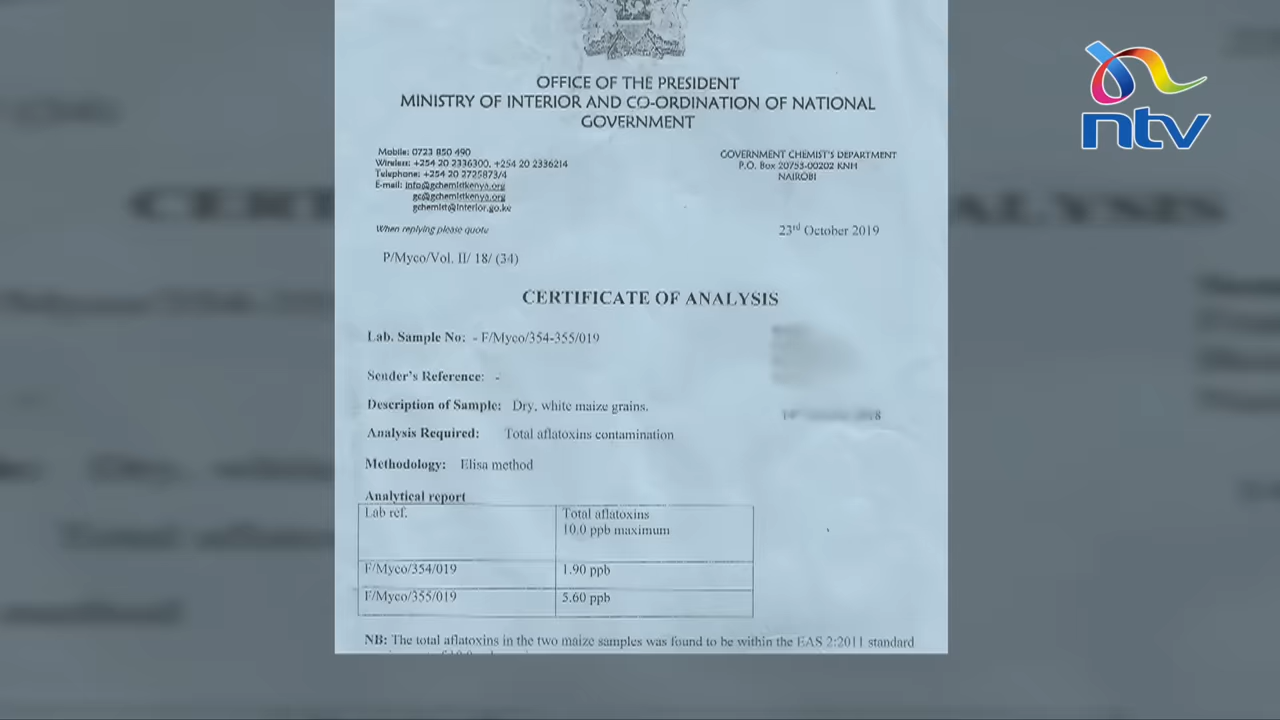 ntv
OFFICE OF THE PRESIDENT
MINISTRY OF INTERIOR AND CO-ORDINATION OF NATIONAL
GOVERNMENT
Mobile: 0723 850 490
Wireless: +254 20 2336300, +254 20 2336214
Telephone: +254 20 2725873/4
E-mail: info@gchemistkenya.org
gc@gchemistkenya.org
gchemist@interior.go.ke
When replying please quote
GOVERNMENT CHEMIST'S DEPARTMENT
P.O. Box 20753-00202 KNH
NAIROBI
23rd October 2019
P/Myco/Vol. II/ 18/ (34)
CERTIFICATE OF ANALYSIS
Lab. Sample No: - F/Myco/354-355/019
Sender's Reference: -
Description of Sample: Dry, white maize grains.
Analysis Required: Total aflatoxins contamination
Methodology: Elisa method
Analytical report
Lab ref. Total aflatoxins
10.0 ppb maximum
F/Myco/354/019 1.90 ppb
F/Myco/355/019 5.60 ppb
NB: The total aflatoxins in the two maize samples was found to be within the EAS 2:2011 standard